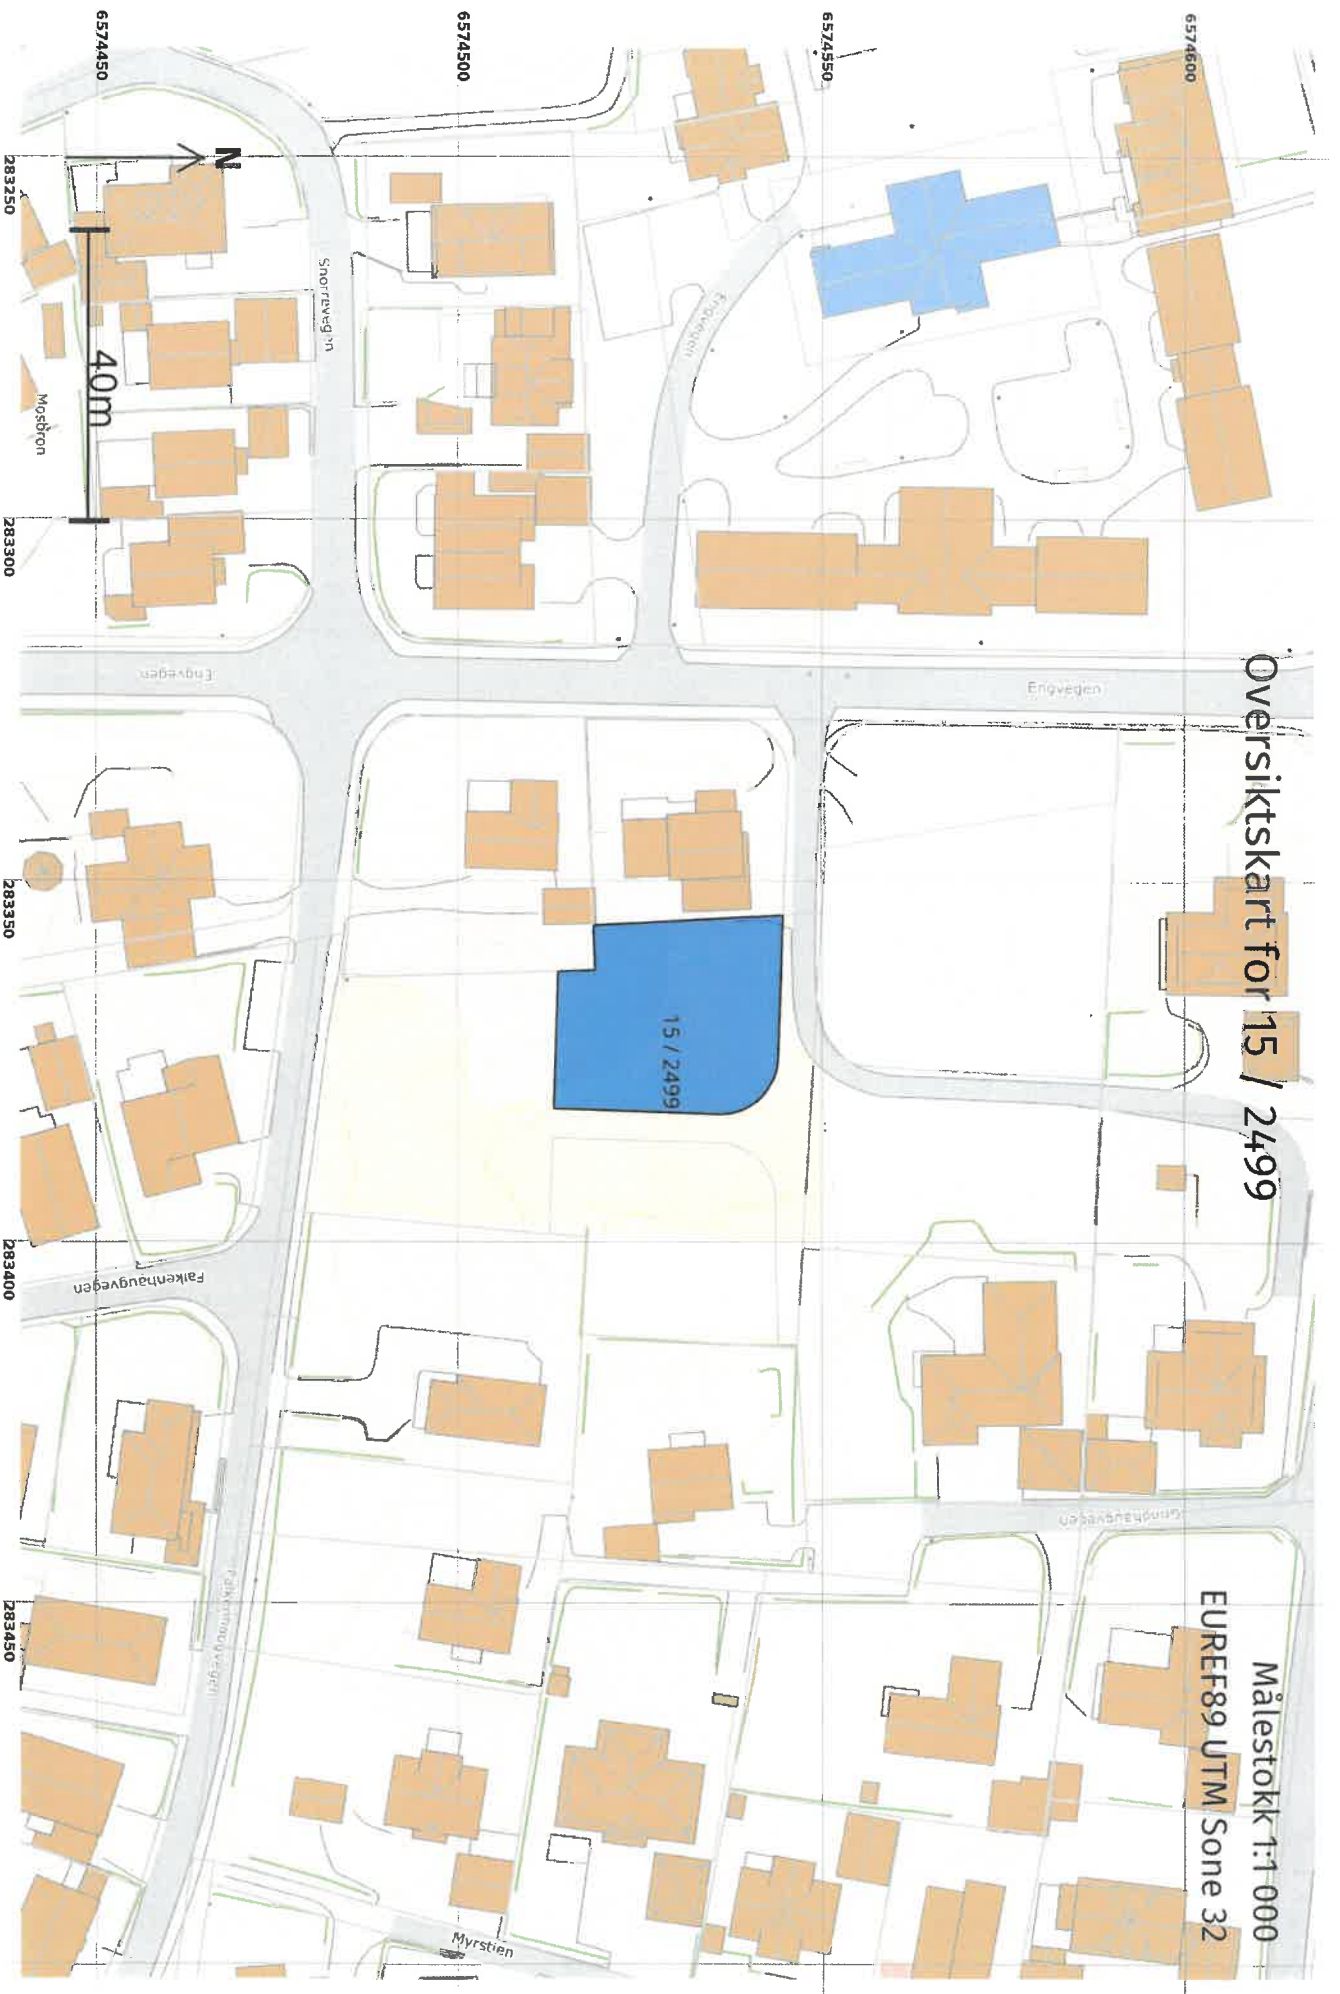 Oversiktskart for 15 / 2499
Målestokk 1:1 000
EUREF89 UTM Sone 32
6574600
6574550
6574500
6574450
N
40m
283250
283300
283350
283400
283450
Engvegen
Snorrevegen
Mosbron
Engvegen
Engvegen
15 / 2499
Falkenhaugvegen
Falkenhaugvegen
Gringhaugvegen
Myrstien